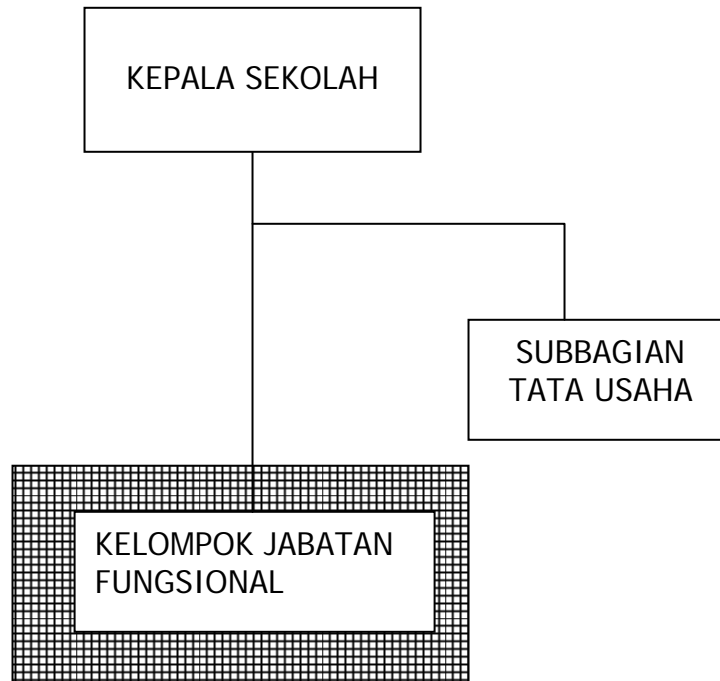 KEPALA SEKOLAH
SUBBAGIAN
TATA USAHA
KELOMPOK JABATAN
FUNGSIONAL